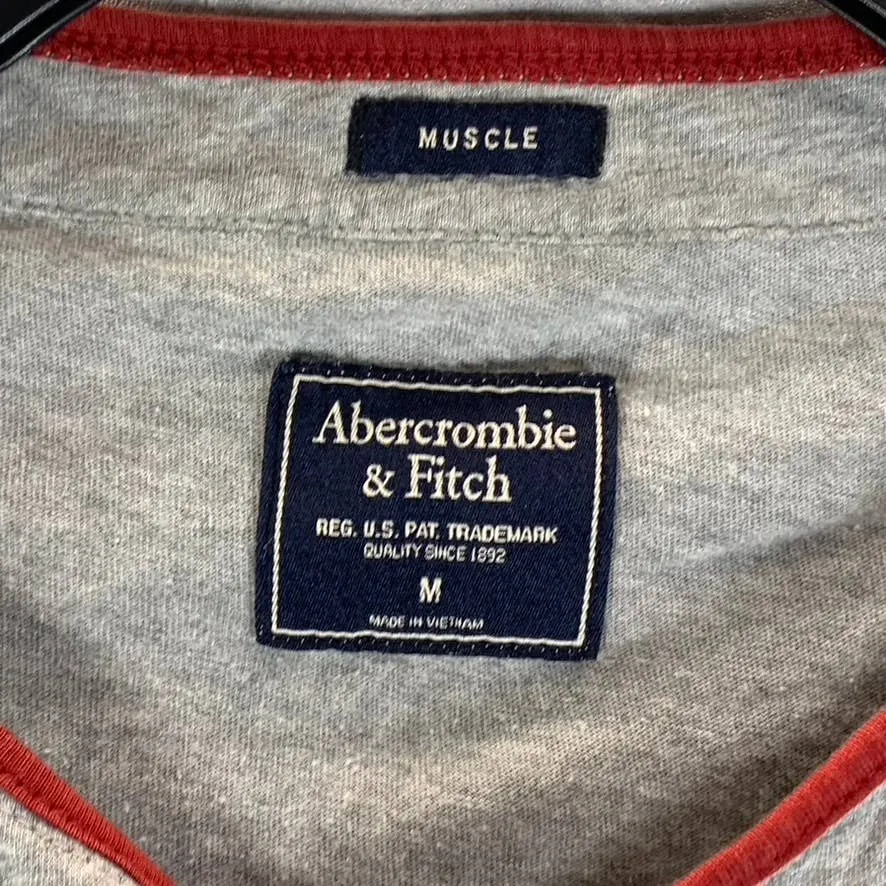 MUSCLE
Abercrombie
& Fitch
REG. U.S. PAT. TRADEMARK
QUALITY SINCE 1892
M
MADE IN VIETNAM